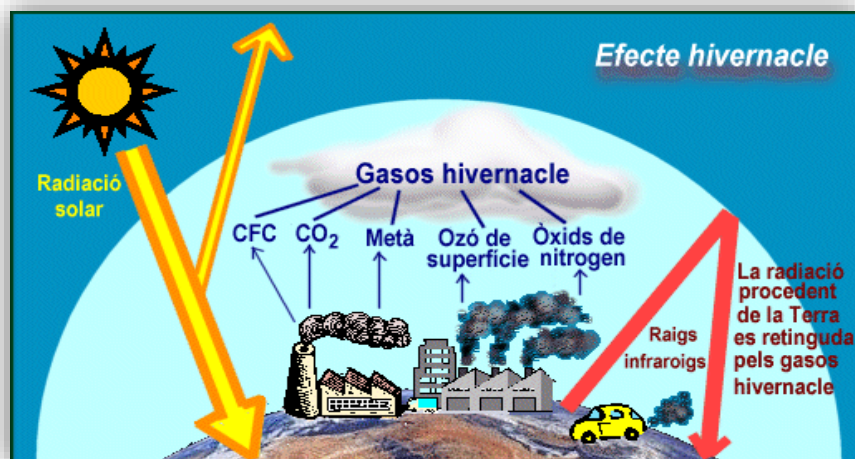 Efecte hivernacle
Radiació
solar
Gasos hivernacle
CFC
CO₂
Metà
Ozó de
superfície
Òxids de
nitrogen
Raigs
infraroigs
La radiació
procedent
de la Terra
es retinguda
pels gasos
hivernacle